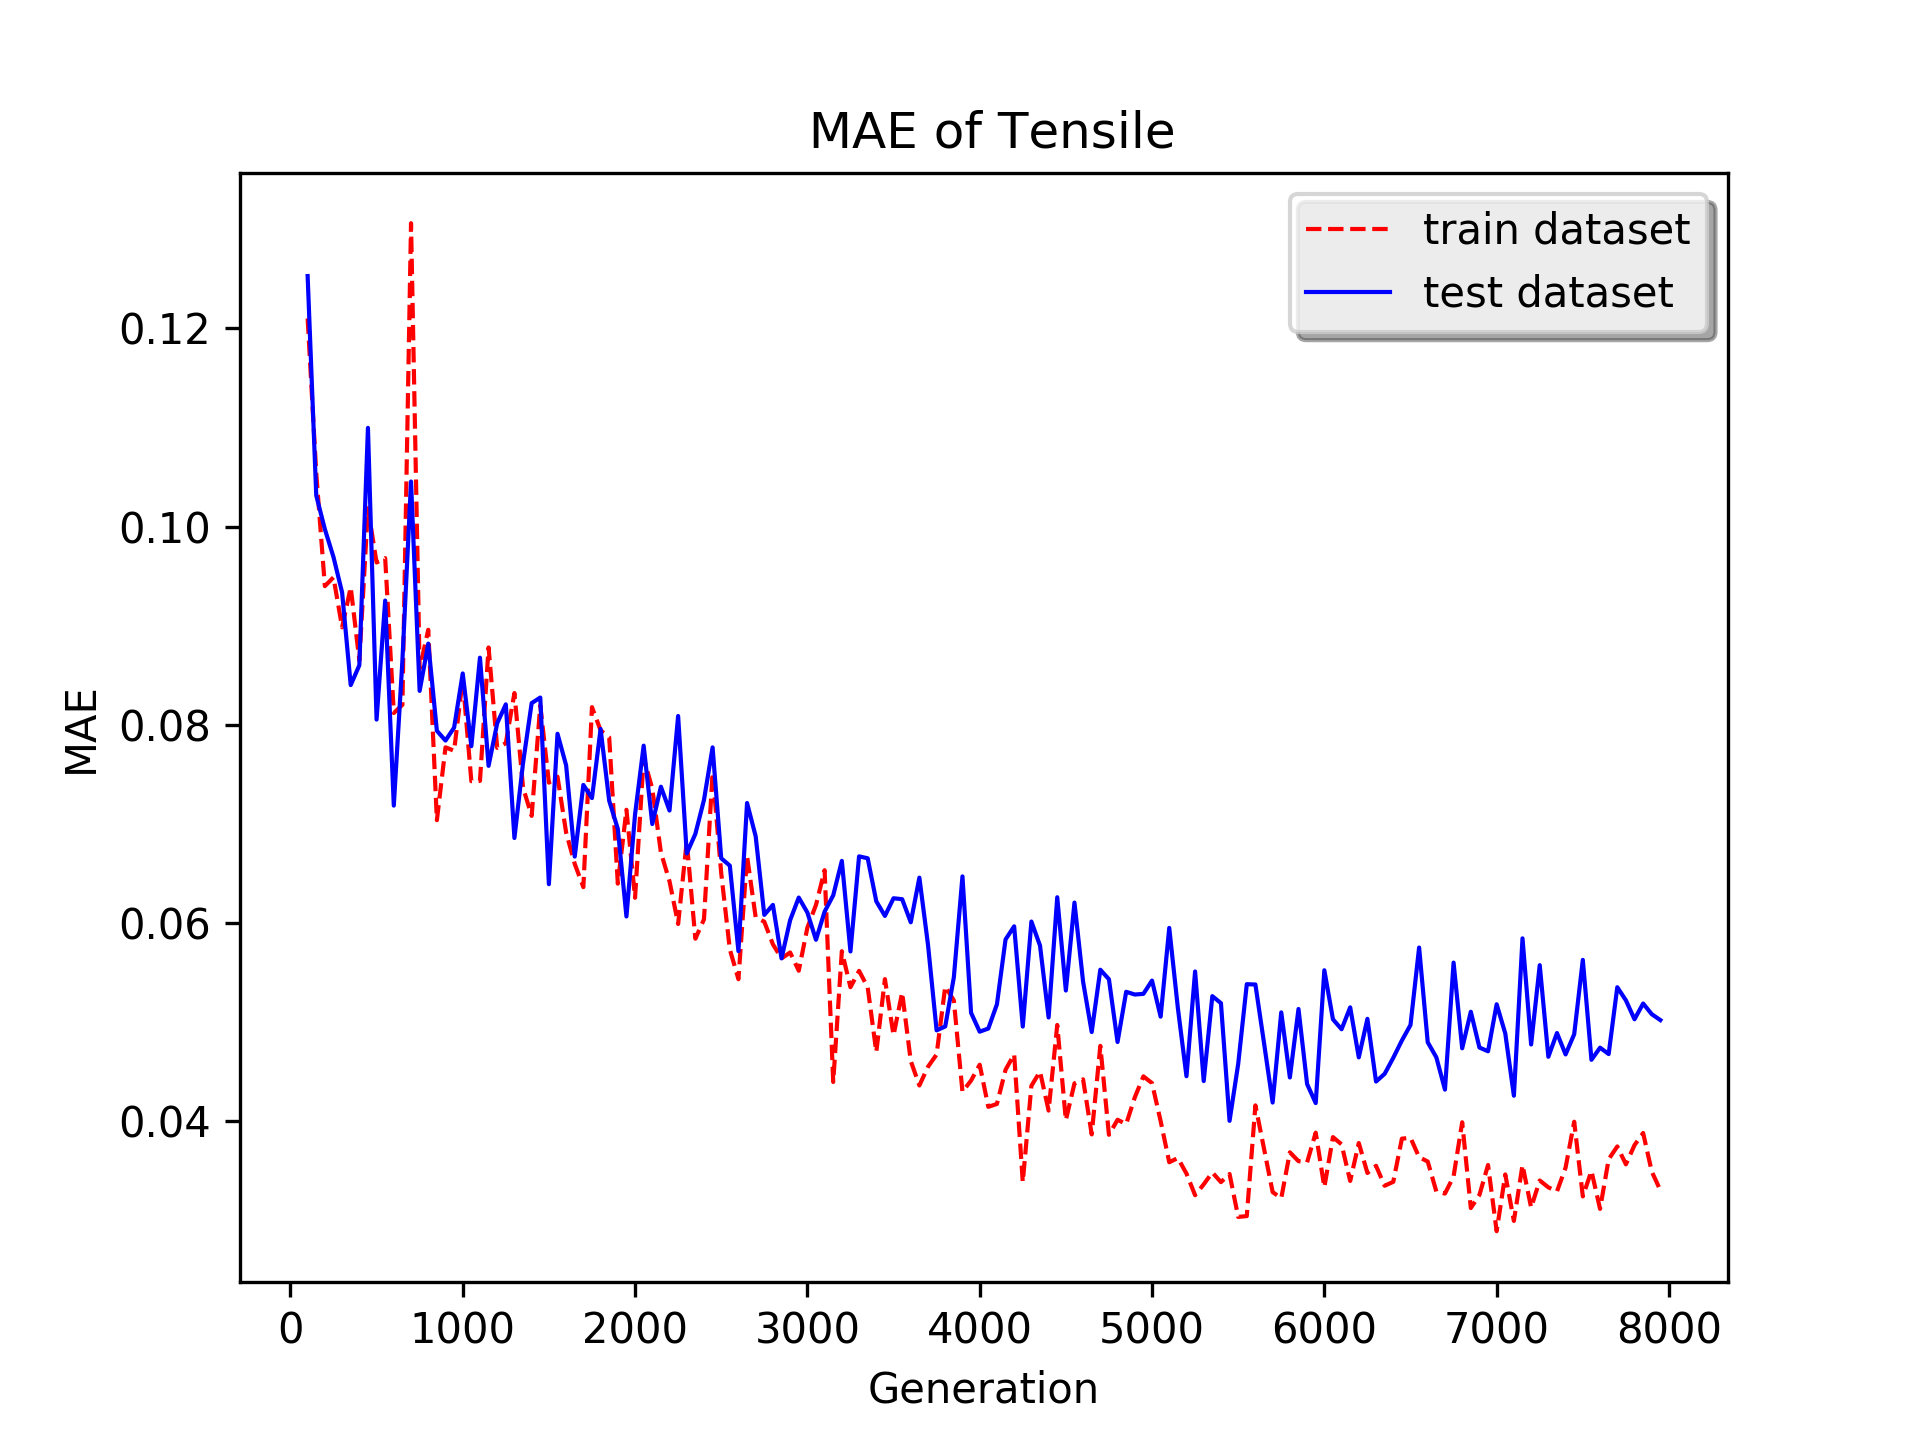 MAE of Tensile
train dataset
test dataset
MAE
0.12
0.10
0.08
0.06
0.04
0 1000 2000 3000 4000 5000 6000 7000 8000
Generation